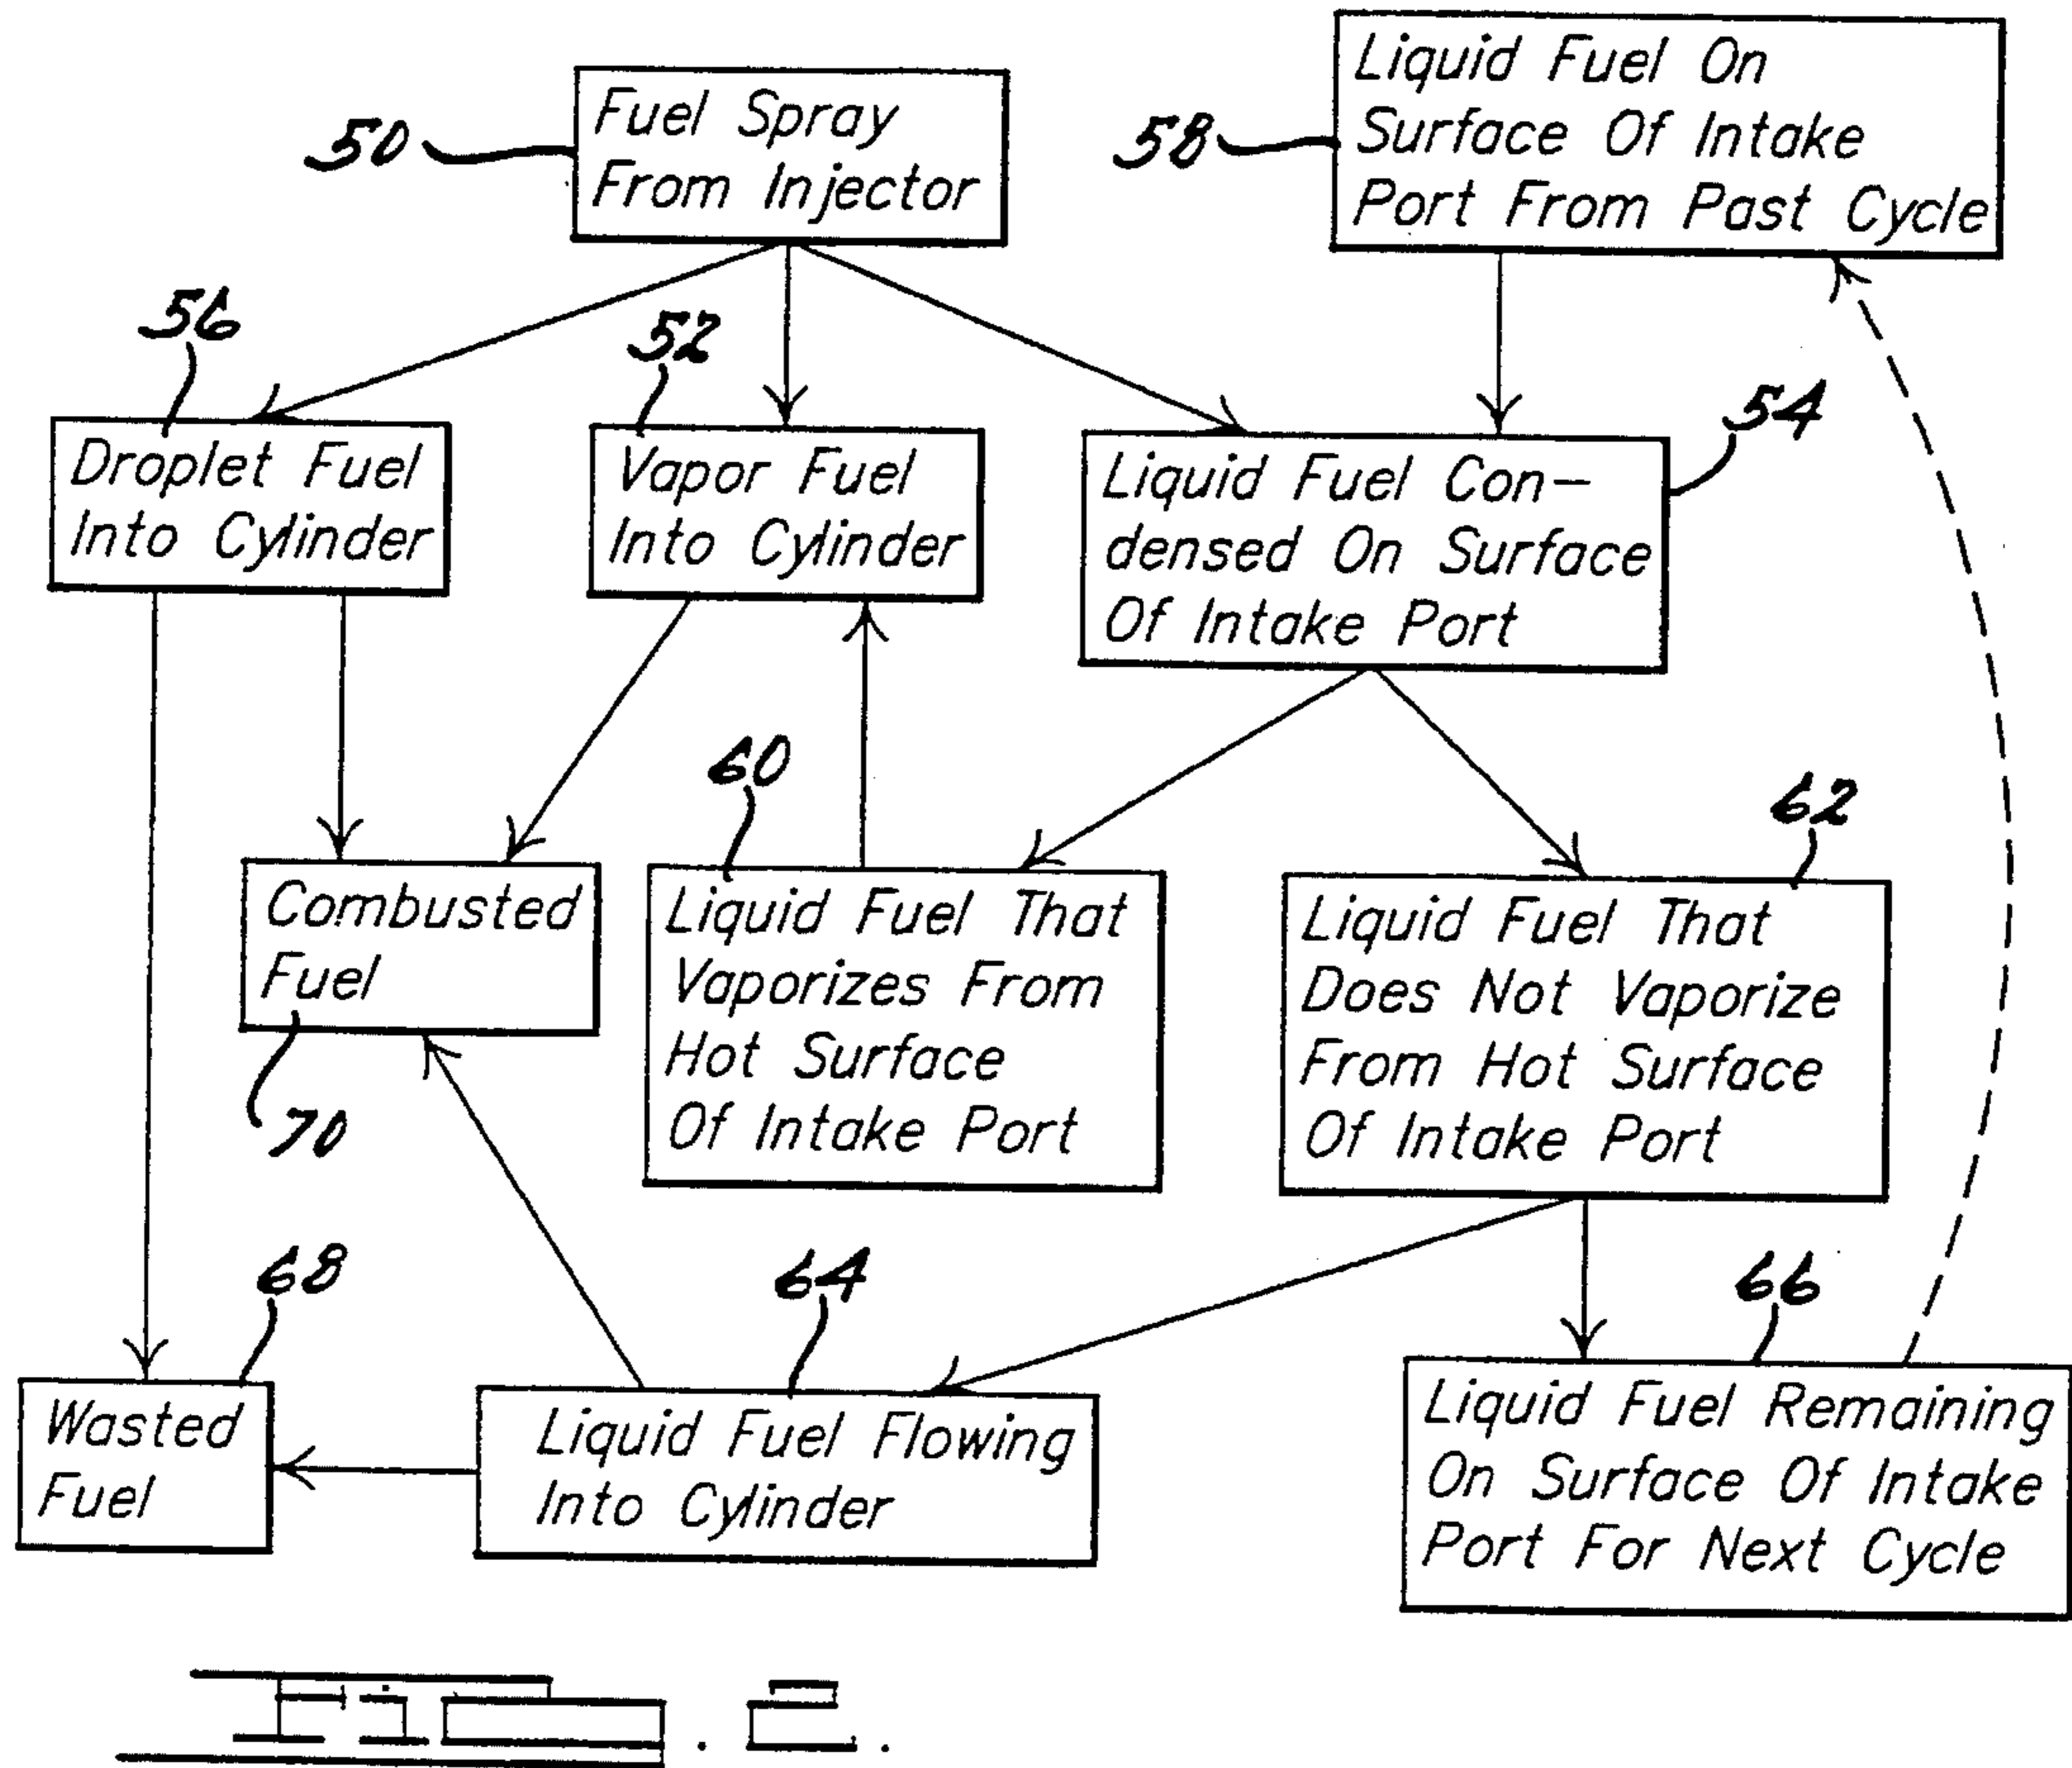 50
Fuel Spray
From Injector
58
Liquid Fuel On
Surface Of Intake
Port From Past Cycle
56
Droplet Fuel
Into Cylinder
52
Vapor Fuel
Into Cylinder
54
Liquid Fuel Con-
densed On Surface
Of Intake Port
70
Combusted
Fuel
60
Liquid Fuel That
Vaporizes From
Hot Surface
Of Intake Port
62
Liquid Fuel That
Does Not Vaporize
From Hot Surface
Of Intake Port
68
Wasted
Fuel
64
Liquid Fuel Flowing
Into Cylinder
66
Liquid Fuel Remaining
On Surface Of Intake
Port For Next Cycle
FIG. 2.